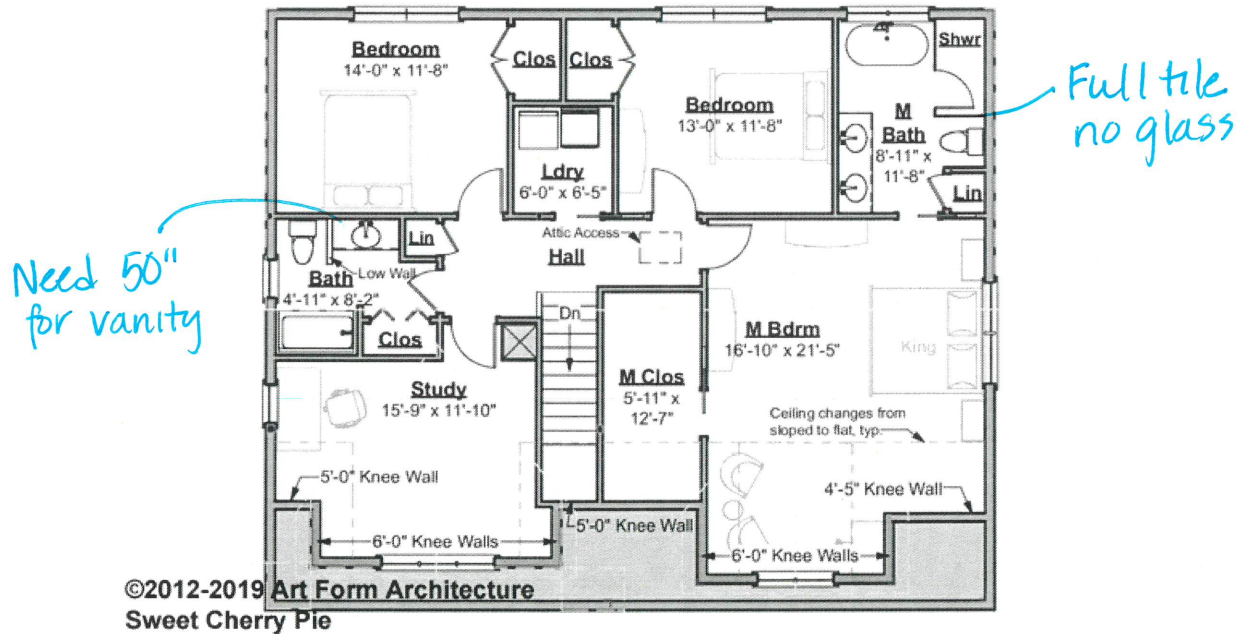 Bedroom
14'-0" x 11'-8"
Clos
Clos
Bedroom
13'-0" x 11'-8"
Shwr
M
Bath
8'-11" x
11'-8"
Lin
Full tile
no glass
Ldry
6'-0" x 6'-5"
Need 50"
for vanity
Bath
4'-11" x 8'-2"
Low Wall
Lin
Clos
Attic Access
Hall
Dn
M Clos
5'-11" x
12'-7"
M Bdrm
16'-10" x 21'-5"
King
Study
15'-9" x 11'-10"
Ceiling changes from
sloped to flat, typ.
5'-0" Knee Wall
6'-0" Knee Walls
5'-0" Knee Wall
4'-5" Knee Wall
6'-0" Knee Walls
©2012-2019 Art Form Architecture
Sweet Cherry Pie